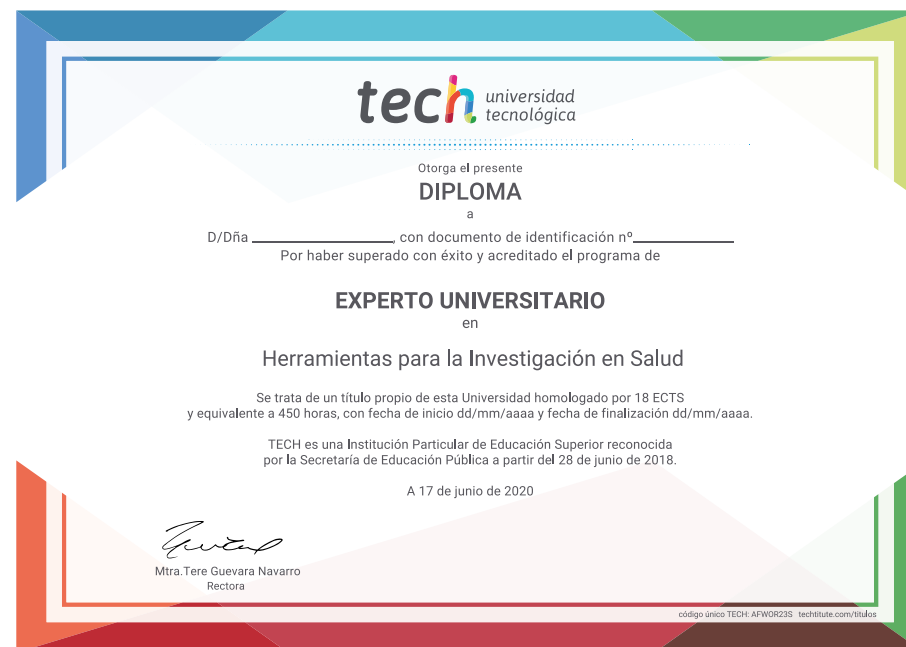 tech universidad
tecnológica
Otorga el presente
DIPLOMA
a
D/Dña ____________________, con documento de identificación nº______________
Por haber superado con éxito y acreditado el programa de
EXPERTO UNIVERSITARIO
en
Herramientas para la Investigación en Salud
Se trata de un título propio de esta Universidad homologado por 18 ECTS
y equivalente a 450 horas, con fecha de inicio dd/mm/aaaa y fecha de finalización dd/mm/aaaa.
TECH es una Institución Particular de Educación Superior reconocida
por la Secretaría de Educación Pública a partir del 28 de junio de 2018.
A 17 de junio de 2020
Mtra.Tere Guevara Navarro
Rectora
código único TECH: AFWOR23S techtitute.com/titulos